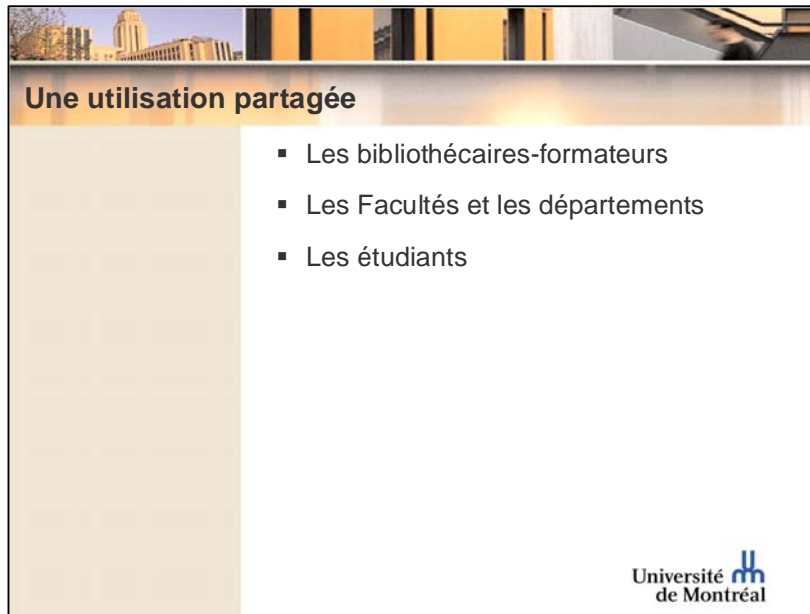 Une utilisation partagée
▪ Les bibliothécaires-formateurs
▪ Les Facultés et les départements
▪ Les étudiants
Université
de Montréal